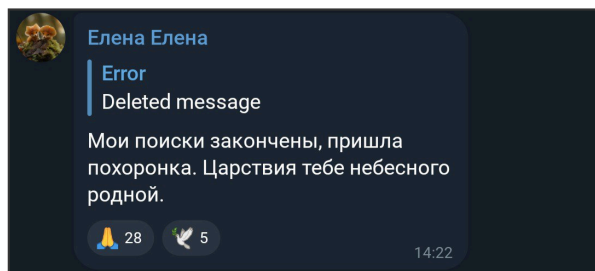 Елена Елена
Error
Deleted message
Мои поиски закончены, пришла
похоронка. Царствия тебе небесного
родной.
28 5
14:22